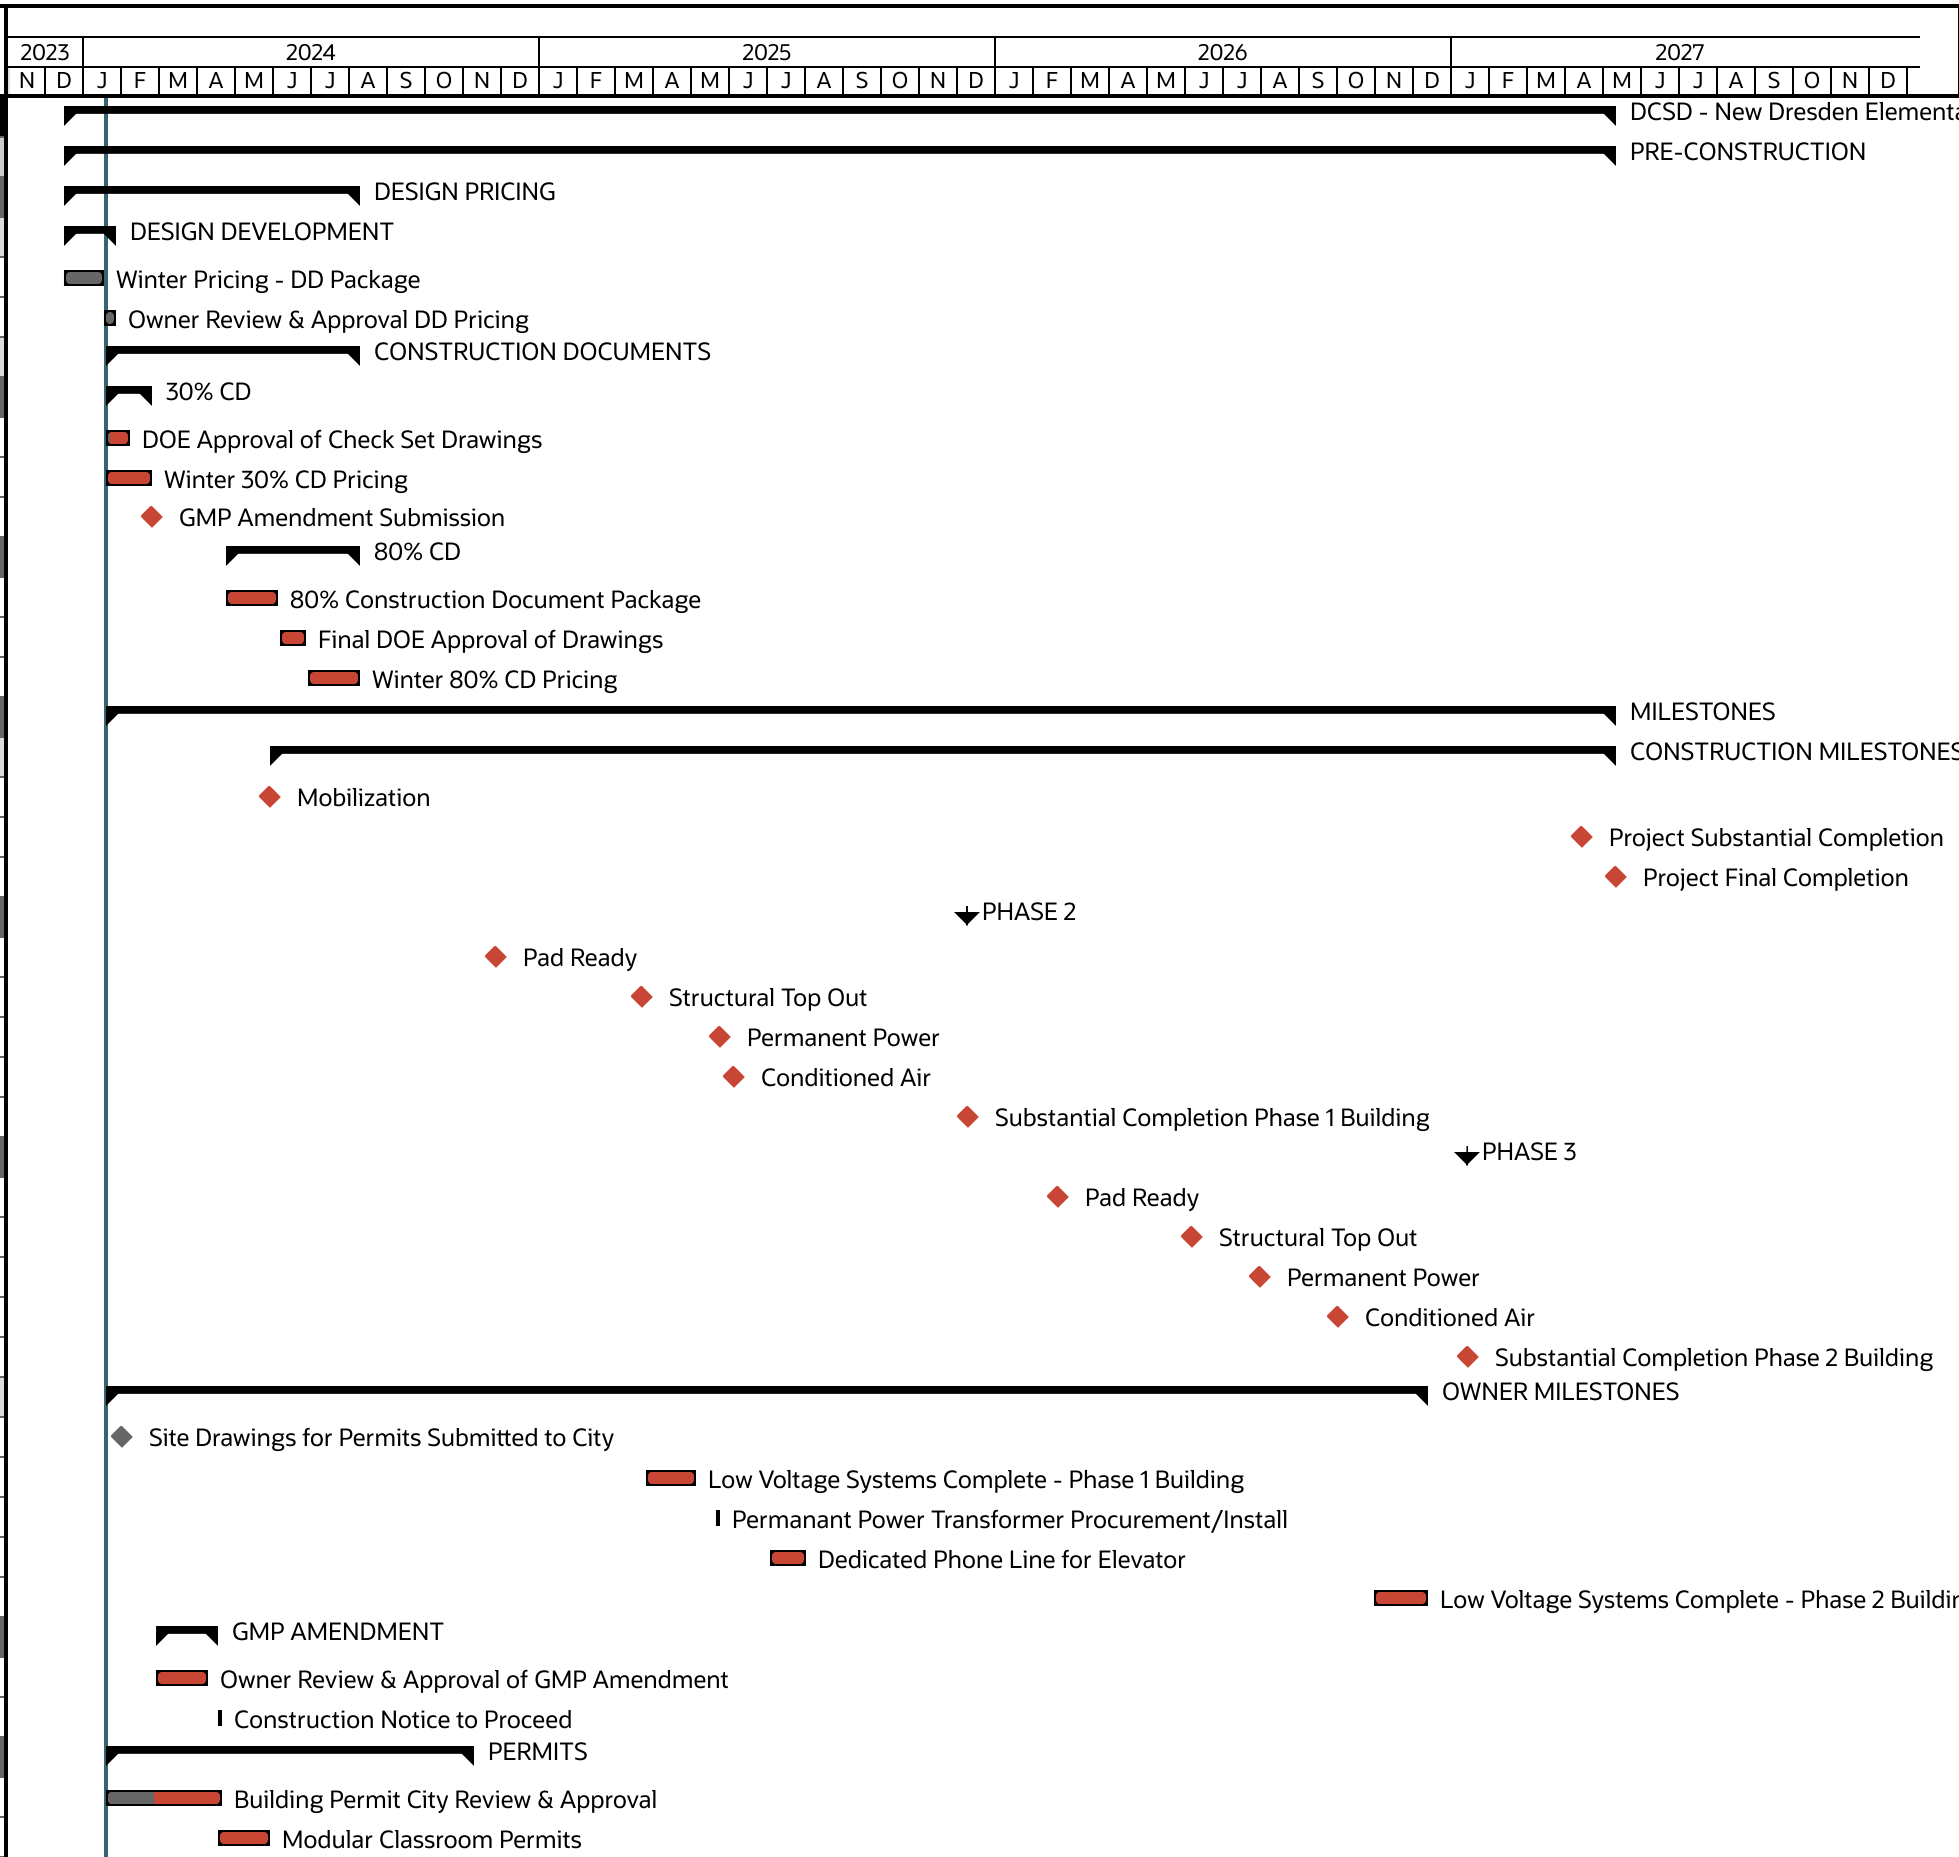 2023 2024 2025 2026 2027
N D J F M A M J J A S O N D J F M A M J J A S O N D J F M A M J J A S O N D J F M A M J J A S O N D
DCSD - New Dresden
PRE-CONSTRUCTION
DESIGN PRICING
DESIGN DEVELOPMENT
Winter Pricing - DD Package
Owner Review & Approval DD Pricing
CONSTRUCTION DOCUMENTS
30% CD
DOE Approval of Check Set Drawings
Winter 30% CD Pricing
GMP Amendment Submission
80% CD
80% Construction Document Package
Final DOE Approval of Drawings
Winter 80% CD Pricing
MILESTONES
CONSTRUCTION MILESTONES
Mobilization
Project Substantial Completion
Project Final Completion
PHASE 2
Pad Ready
Structural Top Out
Permanent Power
Conditioned Air
Substantial Completion Phase 1 Building
PHASE 3
Pad Ready
Structural Top Out
Permanent Power
Conditioned Air
Substantial Completion Phase 2 Building
OWNER MILESTONES
Site Drawings for Permits Submitted to City
Low Voltage Systems Complete - Phase 1 Building
Permanant Power Transformer Procurement/Install
Dedicated Phone Line for Elevator
Low Voltage Systems Complete - Phase 2
GMP AMENDMENT
Owner Review & Approval of GMP Amendment
Construction Notice to Proceed
PERMITS
Building Permit City Review & Approval
Modular Classroom Permits